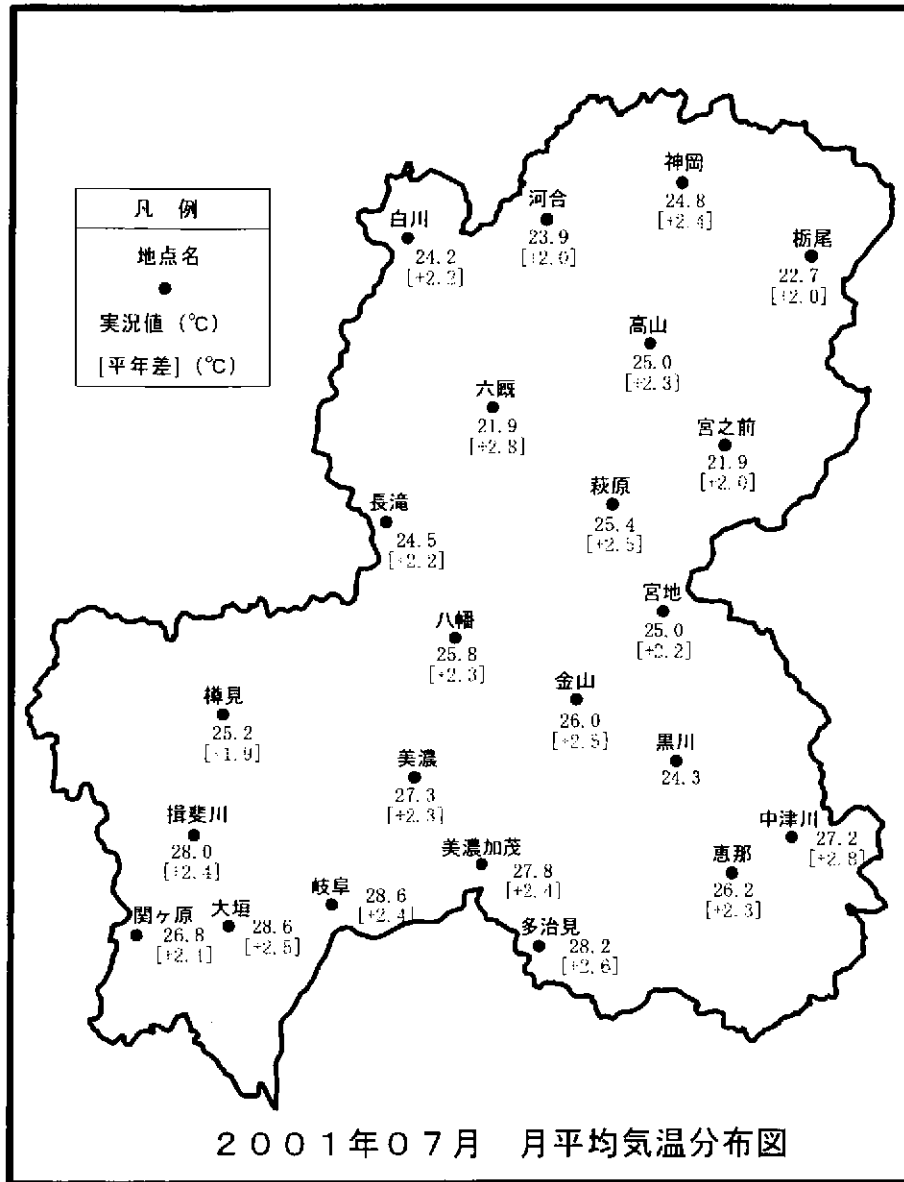 凡 例
地点名
実況値 (℃)
[平年差] (℃)
神岡
24.8
[+2.4]
河合
23.9
[+2.0]
白川
24.2
[+2.3]
栃尾
22.7
[+2.0]
高山
25.0
[+2.3]
六厩
21.9
[+2.8]
宮之前
21.9
[+2.0]
萩原
25.4
長滝
24.5
[+2.2]
宮地
25.0
[+2.2]
八幡
25.8
[+2.3]
金山
26.0
樽見
25.2
[+1.9]
黒川
24.3
美濃
27.3
[+2.3]
揖斐川
28.0
[+2.4]
中津川
27.2
[+2.8]
美濃加茂
27.8
[+2.4]
恵那
26.2
[+2.3]
岐阜
28.6
[+2.4]
大垣
28.6
[+2.5]
関ヶ原
26.8
多治見
28.2
[+2.6]
2001年07月 月平均気温分布図